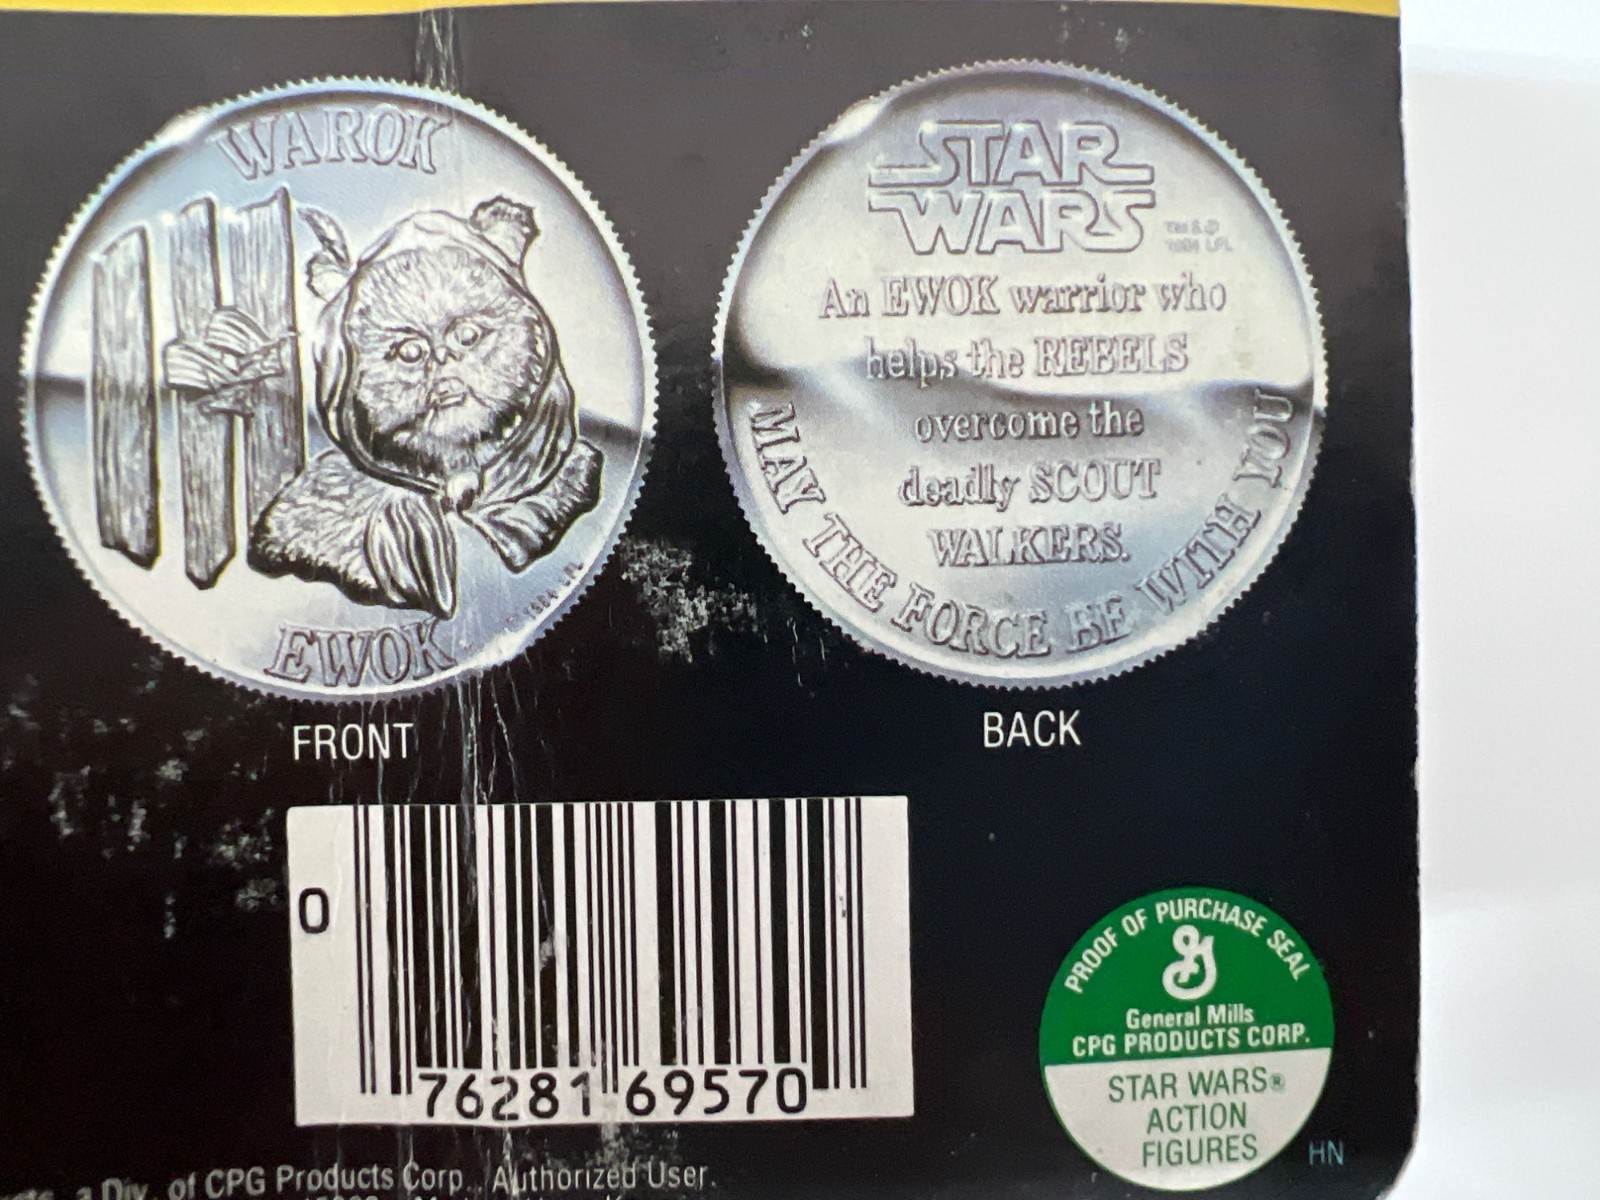 WAROK
EWOK
FRONT
STAR
WARS
An EWOK warrior who
helps the REBELS
overcome the
deadly SCOUT
WALKERS.
MAY THE FORCE BE WITH YOU
BACK
0
76281 69570
PROOF OF PURCHASE SEAL
General Mills
CPG PRODUCTS CORP.
STAR WARS®
ACTION
FIGURES
HN
a Div. of CPG Products Corp., Authorized User.